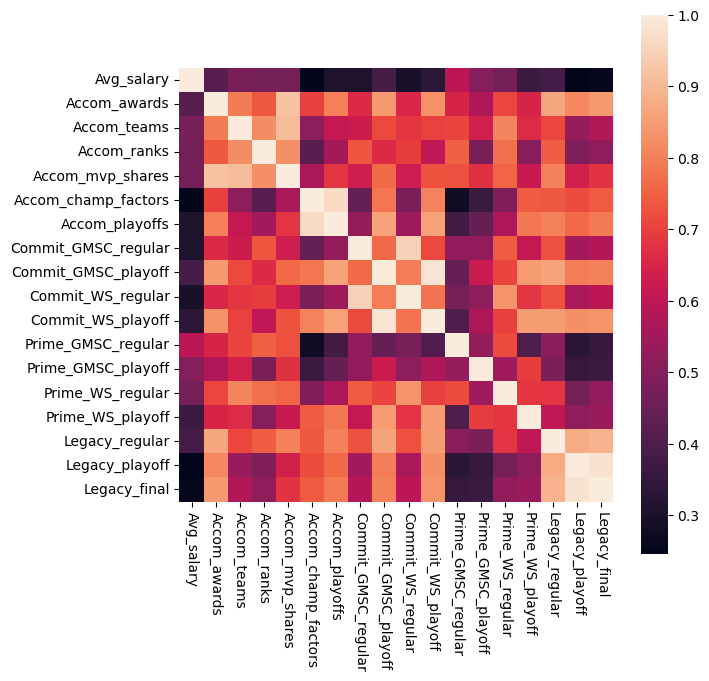 Avg_salary
Accom_awards
Accom_teams
Accom_ranks
Accom_mvp_shares
Accom_champ_factors
Accom_playoffs
Commit_GMSC_regular
Commit_GMSC_playoff
Commit_WS_regular
Commit_WS_playoff
Prime_GMSC_regular
Prime_GMSC_playoff
Prime_WS_regular
Prime_WS_playoff
Legacy_regular
Legacy_playoff
Legacy_final
Avg_salary
Accom_awards
Accom_teams
Accom_ranks
Accom_mvp_shares
Accom_champ_factors
Accom_playoffs
Commit_GMSC_regular
Commit_GMSC_playoff
Commit_WS_regular
Commit_WS_playoff
Prime_GMSC_regular
Prime_GMSC_playoff
Prime_WS_regular
Prime_WS_playoff
Legacy_regular
Legacy_playoff
Legacy_final
1.0
0.9
0.8
0.7
0.6
0.5
0.4
0.3